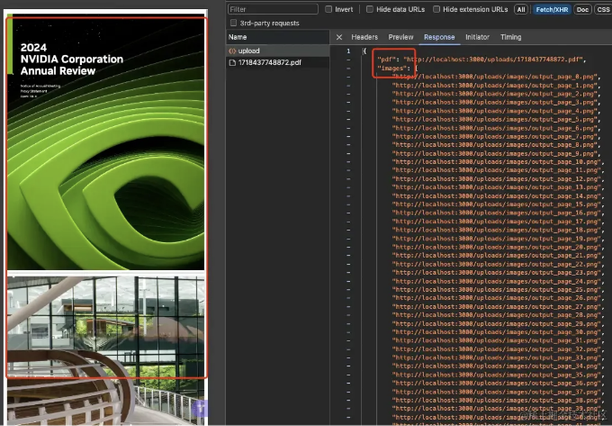 2024
NVIDIA Corporation
Annual Review
Notice of Annual Meeting
Proxy Statement
Filter
Invert
Hide data URLs
Hide extension URLs
All
Fetch/XHR
Doc
CSS
3rd-party requests
Name
upload
1718437748872.pdf
Headers
Preview
Response
Initiator
Timing
1
{
"pdf": "http://localhost:3000/uploads/1718437748872.pdf",
"images": [
"http://localhost:3000/uploads/images/output_page_0.png",
"http://localhost:3000/uploads/images/output_page_1.png",
"http://localhost:3000/uploads/images/output_page_2.png",
"http://localhost:3000/uploads/images/output_page_3.png",
"http://localhost:3000/uploads/images/output_page_4.png",
"http://localhost:3000/uploads/images/output_page_5.png",
"http://localhost:3000/uploads/images/output_page_6.png",
"http://localhost:3000/uploads/images/output_page_7.png",
"http://localhost:3000/uploads/images/output_page_8.png",
"http://localhost:3000/uploads/images/output_page_9.png",
"http://localhost:3000/uploads/images/output_page_10.png",
"http://localhost:3000/uploads/images/output_page_11.png",
"http://localhost:3000/uploads/images/output_page_12.png",
"http://localhost:3000/uploads/images/output_page_13.png",
"http://localhost:3000/uploads/images/output_page_14.png",
"http://localhost:3000/uploads/images/output_page_15.png",
"http://localhost:3000/uploads/images/output_page_16.png",
"http://localhost:3000/uploads/images/output_page_17.png",
"http://localhost:3000/uploads/images/output_page_18.png",
"http://localhost:3000/uploads/images/output_page_19.png",
"http://localhost:3000/uploads/images/output_page_20.png",
"http://localhost:3000/uploads/images/output_page_21.png",
"http://localhost:3000/uploads/images/output_page_22.png",
"http://localhost:3000/uploads/images/output_page_23.png",
"http://localhost:3000/uploads/images/output_page_24.png",
"http://localhost:3000/uploads/images/output_page_25.png",
"http://localhost:3000/uploads/images/output_page_26.png",
"http://localhost:3000/uploads/images/output_page_27.png",
"http://localhost:3000/uploads/images/output_page_28.png",
"http://localhost:3000/uploads/images/output_page_29.png",
"http://localhost:3000/uploads/images/output_page_30.png",
"http://localhost:3000/uploads/images/output_page_31.png",
"http://localhost:3000/uploads/images/output_page_32.png",
"http://localhost:3000/uploads/images/output_page_33.png",
"http://localhost:3000/uploads/images/output_page_34.png",
"http://localhost:3000/uploads/images/output_page_35.png",
"http://localhost:3000/uploads/images/output_page_36.png",
"http://localhost:3000/uploads/images/output_page_37.png",
"http://localhost:3000/uploads/images/output_page_38.png",
"http://localhost:3000/uploads/images/output_page_39.png",